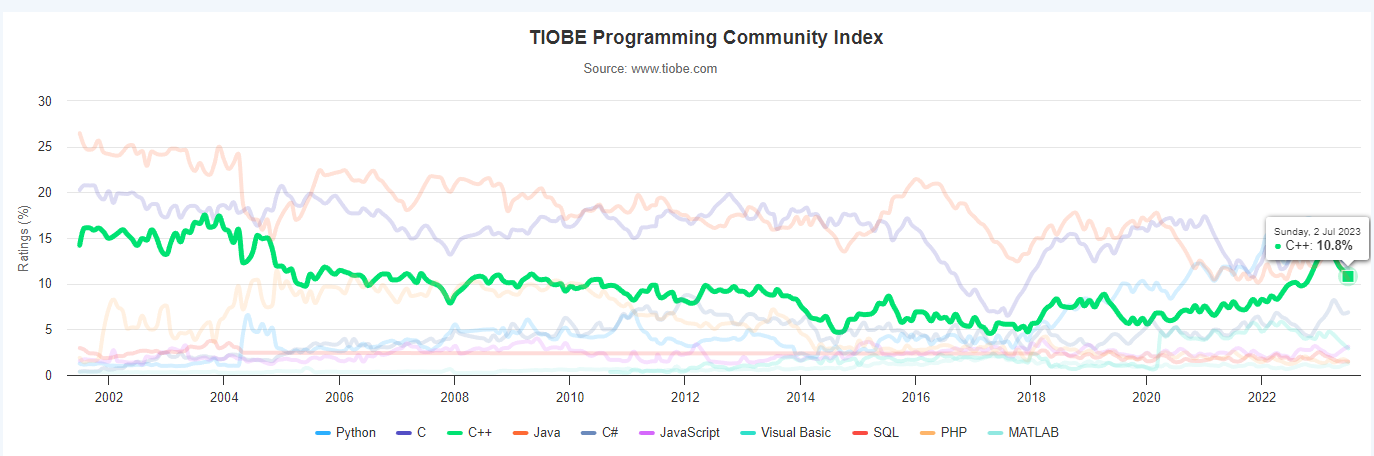 TIOBE Programming Community Index
Source: www.tiobe.com
Ratings (%)
30
25
20
15
10
5
0
Sunday, 2 Jul 2023
C++: 10.8%
2002 2004 2006 2008 2010 2012 2014 2016 2018 2020 2022
Python C C++ Java C# JavaScript Visual Basic SQL PHP MATLAB